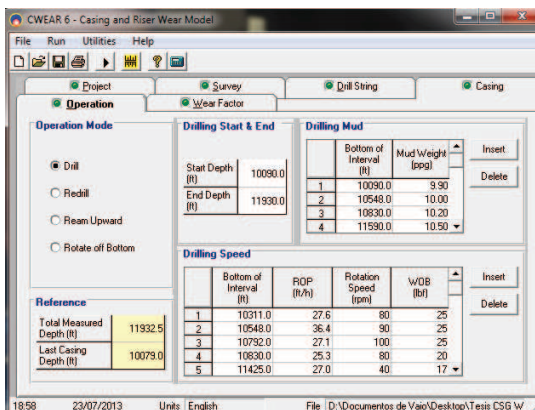 CWEAR 6 - Casing and Riser Wear Model
File Run Utilities Help
Project Survey Drill String Casing
Operation Wear Factor
Operation Mode
Drill
Redrill
Ream Upward
Rotate off Bottom
Reference
Total Measured Depth (ft) 11932.5
Last Casing Depth (ft) 10079.0
Drilling Start & End
Start Depth (ft) 10090.0
End Depth (ft) 11930.0
Drilling Mud
Bottom of Interval (ft) Mud Weight (ppg)
1 10090.0 9.90
2 10548.0 10.00
3 10830.0 10.20
4 11590.0 10.50
Insert
Delete
Drilling Speed
Bottom of Interval (ft) ROP (ft/h) Rotation Speed (rpm) WOB (lbf)
1 10311.0 27.6 80 25
2 10548.0 36.4 90 25
3 10792.0 27.1 100 25
4 10830.0 25.3 80 20
5 11425.0 27.0 40 17
Insert
Delete
18:58 23/07/2013 Units English File D:\Documentos de Vaio\Desktop\Tesis CSG W